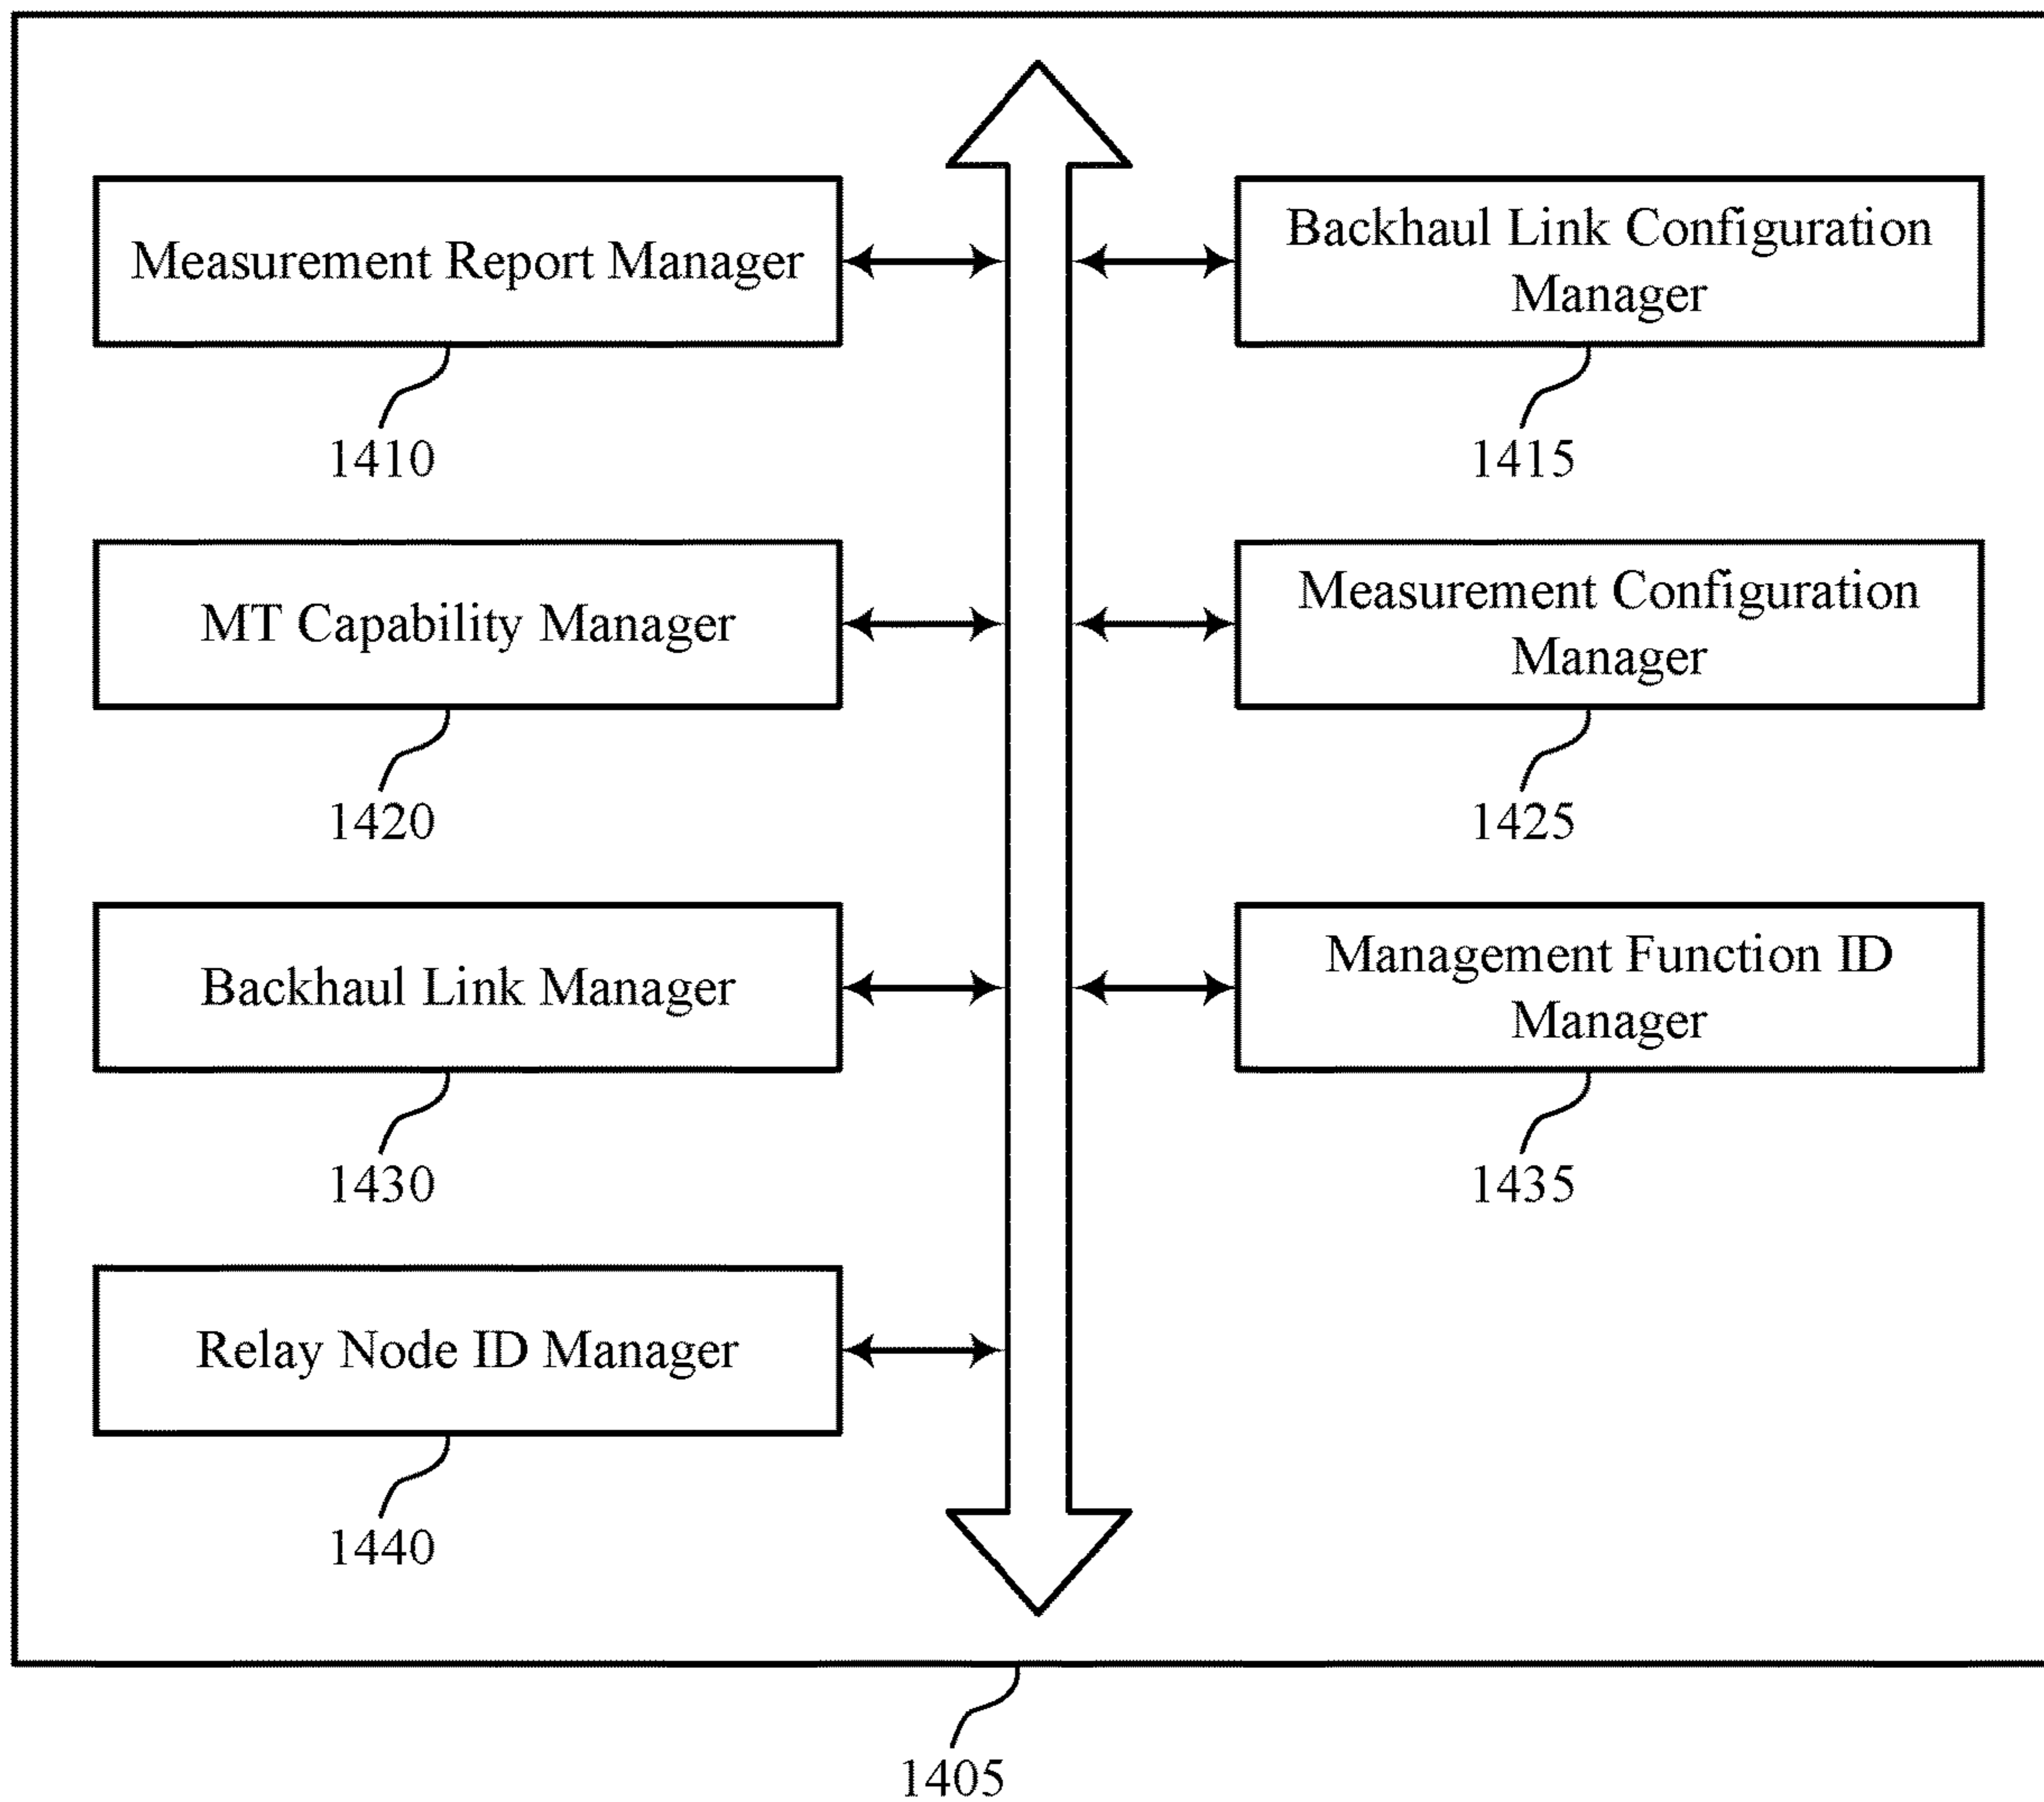 Measurement Report Manager
1410
Backhaul Link Configuration
Manager
1415
MT Capability Manager
1420
Measurement Configuration
Manager
1425
Backhaul Link Manager
1430
Management Function ID
Manager
1435
Relay Node ID Manager
1440
1405